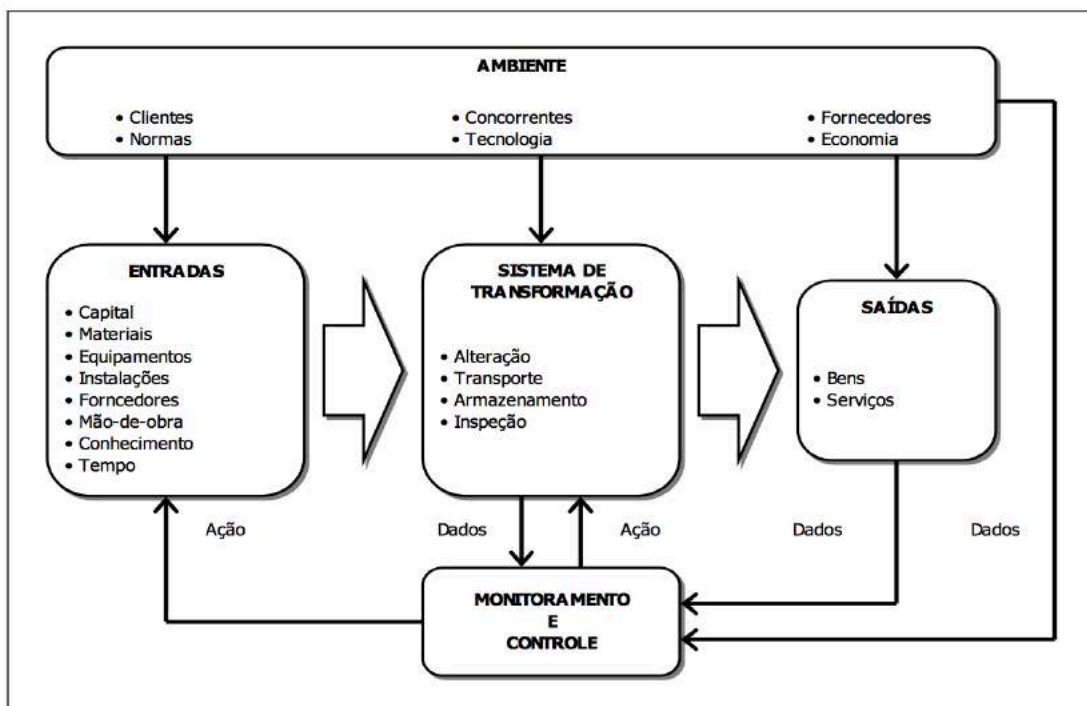 AMBIENTE
• Clientes
• Normas
• Concorrentes
• Tecnologia
• Fornecedores
• Economia
ENTRADAS
• Capital
• Materiais
• Equipamentos
• Instalações
• Forncedores
• Mão-de-obra
• Conhecimento
• Tempo
SISTEMA DE
TRANSFORMAÇÃO
• Alteração
• Transporte
• Armazenamento
• Inspeção
SAÍDAS
• Bens
• Serviços
Ação
Dados
Ação
Dados
Dados
MONITORAMENTO
E
CONTROLE